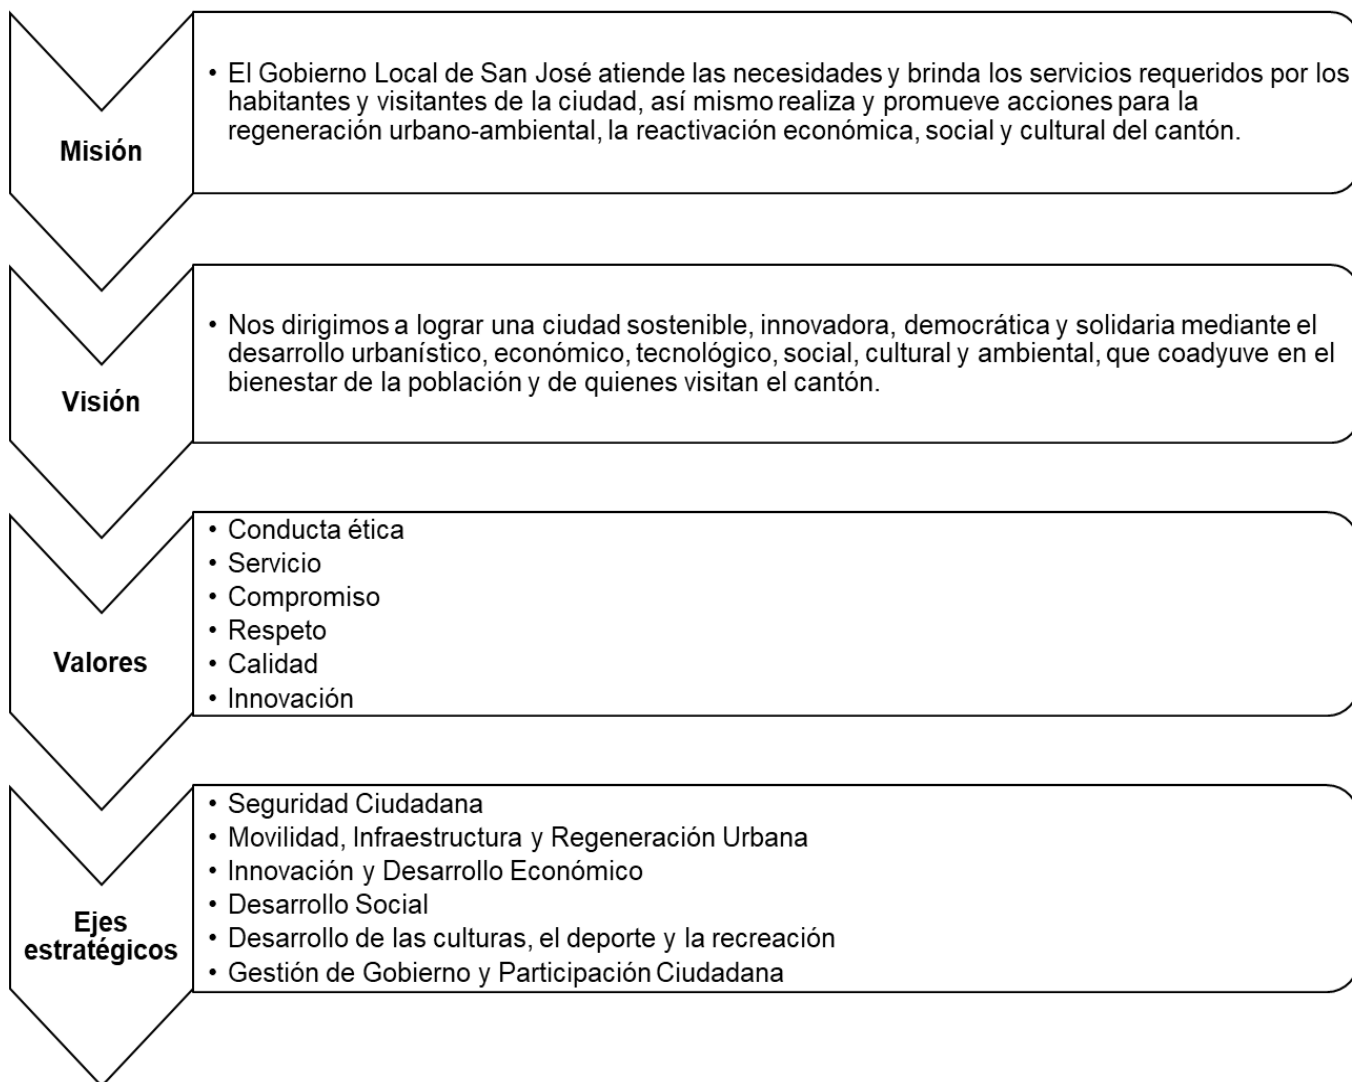 Misión
• El Gobierno Local de San José atiende las necesidades y brinda los servicios requeridos por los
habitantes y visitantes de la ciudad, así mismo realiza y promueve acciones para la
regeneración urbano-ambiental, la reactivación económica, social y cultural del cantón.
Visión
• Nos dirigimos a lograr una ciudad sostenible, innovadora, democrática y solidaria mediante el
desarrollo urbanístico, económico, tecnológico, social, cultural y ambiental, que coadyuve en el
bienestar de la población y de quienes visitan el cantón.
Valores
• Conducta ética
• Servicio
• Compromiso
• Respeto
• Calidad
• Innovación
Ejes
estratégicos
• Seguridad Ciudadana
• Movilidad, Infraestructura y Regeneración Urbana
• Innovación y Desarrollo Económico
• Desarrollo Social
• Desarrollo de las culturas, el deporte y la recreación
• Gestión de Gobierno y Participación Ciudadana